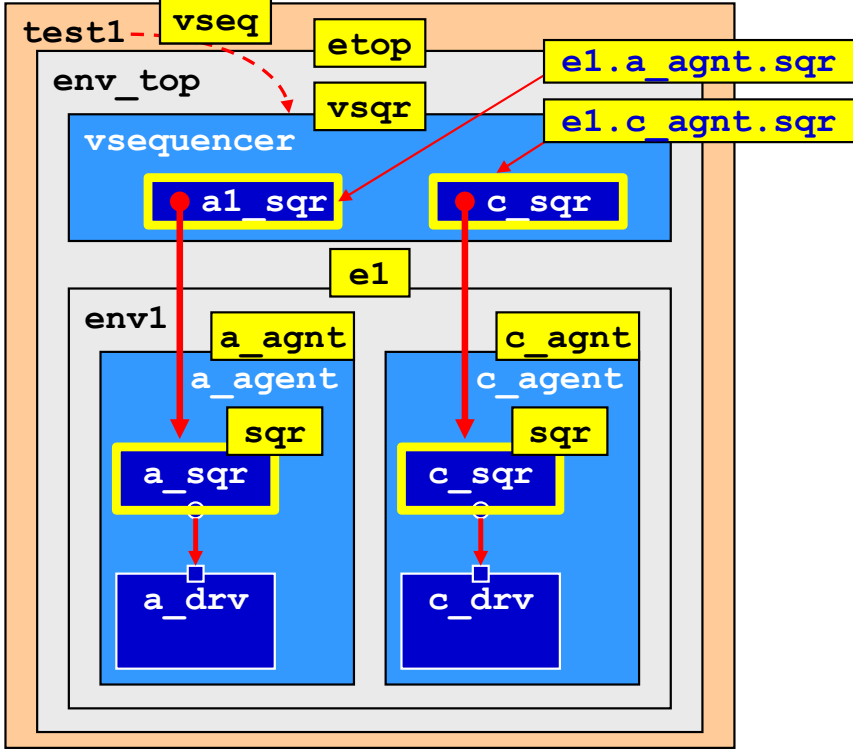 vseq
test1
etop
env_top
e1.a_agnt.sqr
vsqr
e1.c_agnt.sqr
vsequencer
a1_sqr
c_sqr
e1
env1
a_agnt
c_agnt
a_agent
c_agent
sqr
sqr
a_sqr
c_sqr
a_drv
c_drv